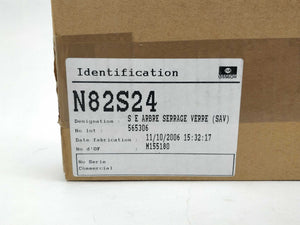 Identification
N82S24
Designation : S E ARBRE SERRAGE VERRE (SAV)
No lot : 565306
Date fabrication : 11/10/2006 15:32:17
No d'OF : M155180
No Serie
Commercial